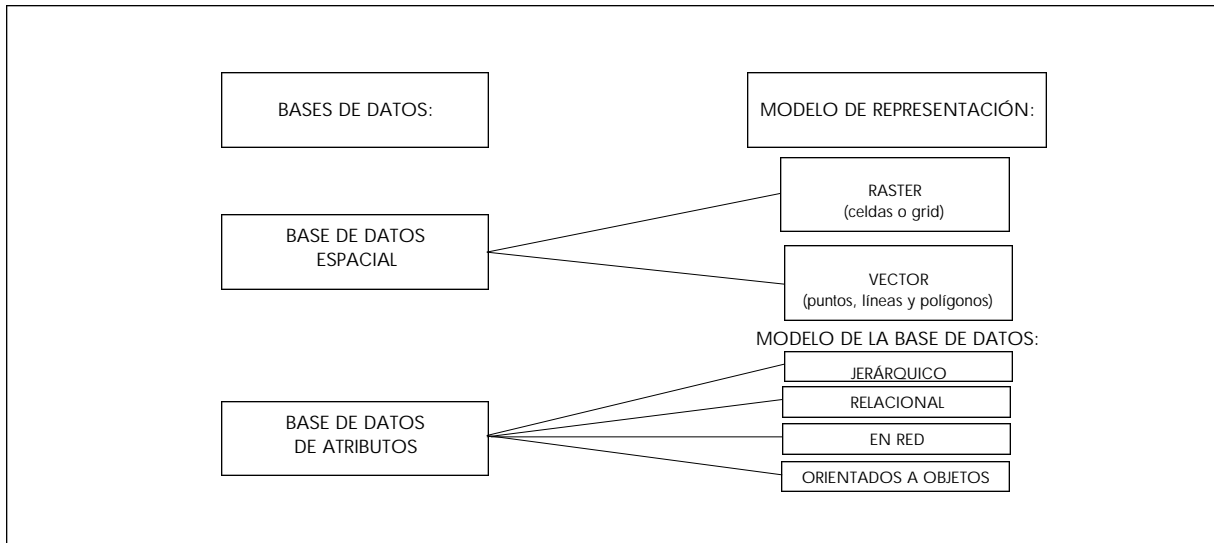 BASES DE DATOS:
MODELO DE REPRESENTACIÓN:
BASE DE DATOS
ESPACIAL
RASTER
(celdas o grid)
VECTOR
(puntos, líneas y polígonos)
MODELO DE LA BASE DE DATOS:
BASE DE DATOS
DE ATRIBUTOS
JERÁRQUICO
RELACIONAL
EN RED
ORIENTADOS A OBJETOS